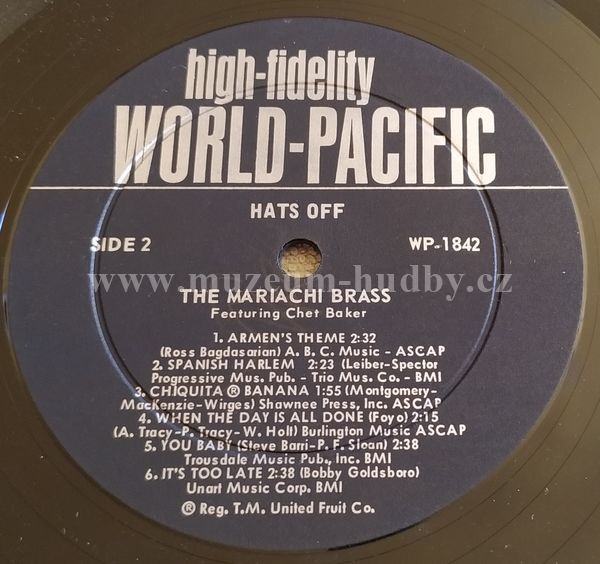 high-fidelity
WORLD-PACIFIC
HATS OFF
SIDE 2 WP-1842
www.muzeum-hudby.cz
THE MARIACHI BRASS
Featuring Chet Baker
1. ARMEN'S THEME 2:32
(Ross Bagdasarian) A. B. C. Music - ASCAP
2. SPANISH HARLEM 2:23 (Leiber-Spector
Progressive Mus. Pub. - Trio Mus. Co. - BMI
3. CHIQUITA ® BANANA 1:55 (Montgomery-
MacKenzie-Wirges) Shawnee Press, Inc. ASCAP
4. WHEN THE DAY IS ALL DONE (Foyo) 2:15
(A. Tracy-P. Tracy-W. Holt) Burlington Music ASCAP
5. YOU BABY (Steve Barri-P. F. Sloan) 2:38
Trousdale Music Pub., Inc. BMI
6. IT'S TOO LATE 2:38 (Bobby Goldsboro)
Unart Music Corp. BMI
® Reg. T.M. United Fruit Co.